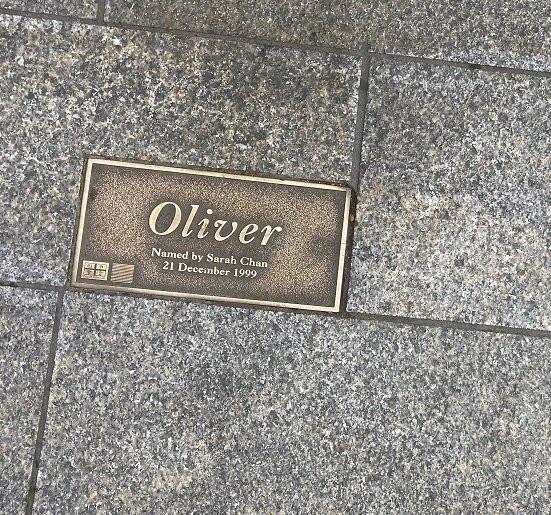 Oliver
Named by Sarah Chan
21 December 1999